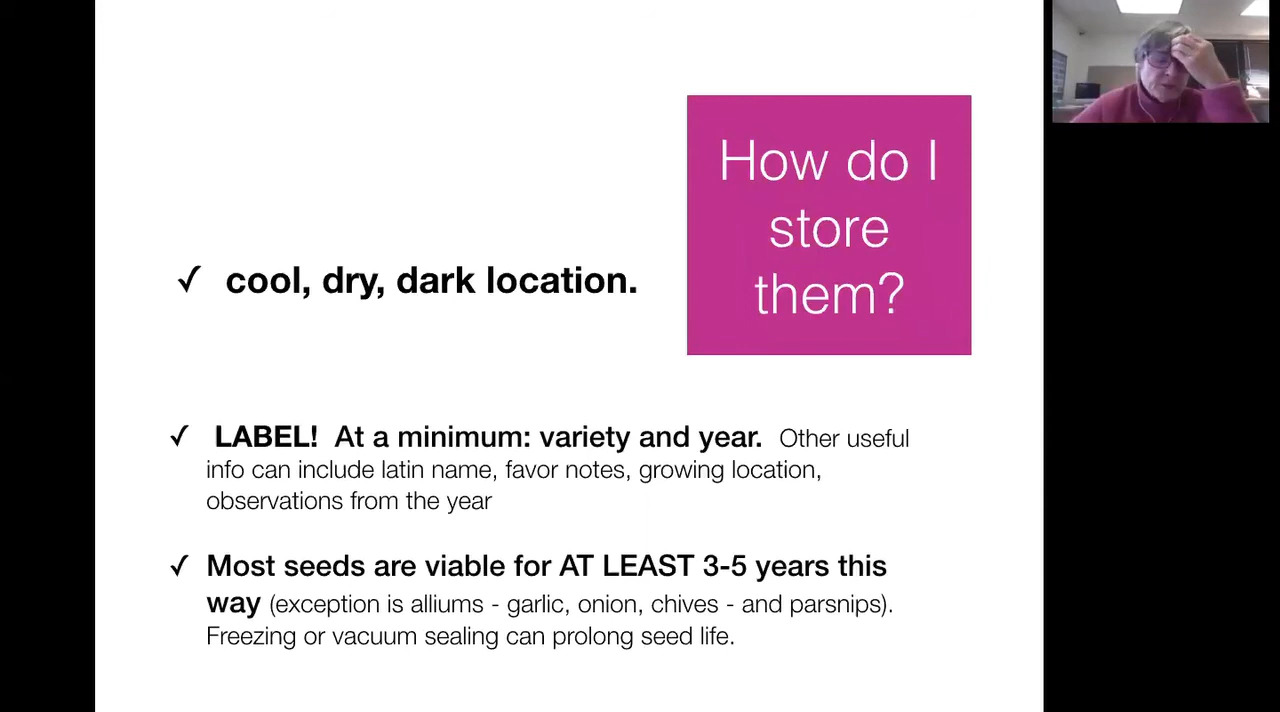 How do I
store
them?
✓ cool, dry, dark location.
✓ LABEL! At a minimum: variety and year. Other useful
info can include latin name, favor notes, growing location,
observations from the year
✓ Most seeds are viable for AT LEAST 3-5 years this
way (exception is alliums - garlic, onion, chives - and parsnips).
Freezing or vacuum sealing can prolong seed life.